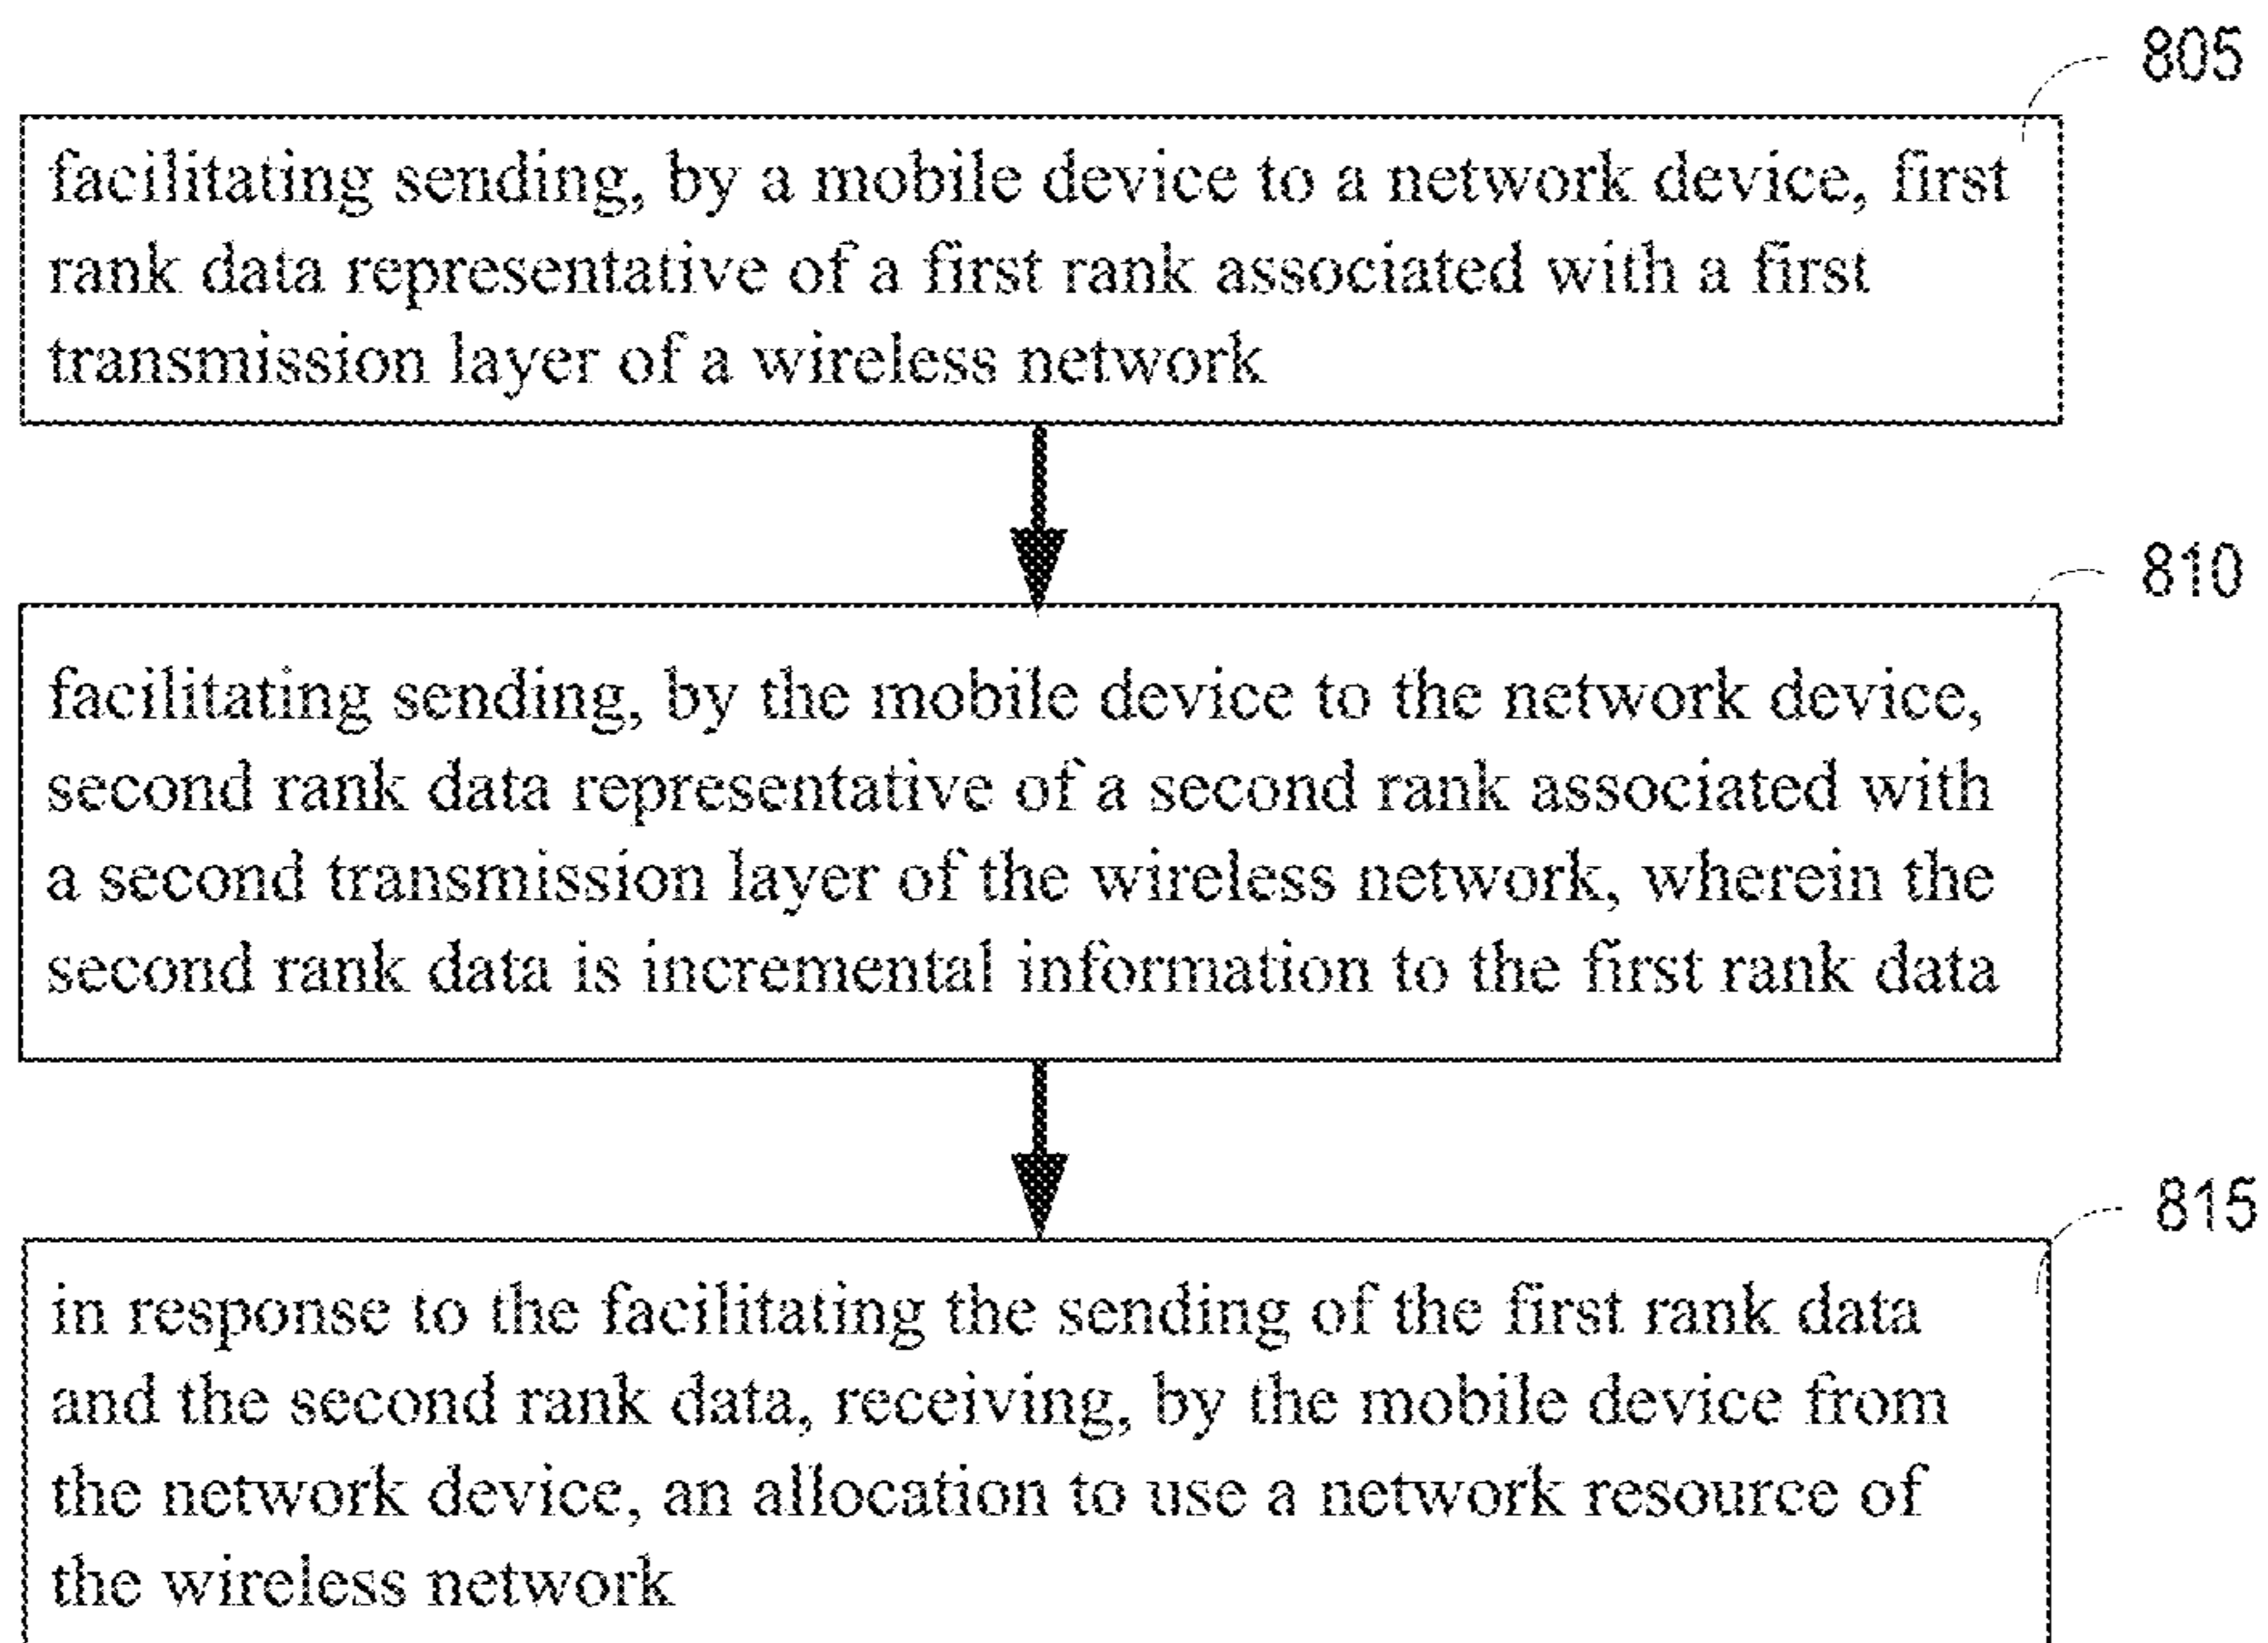 805
facilitating sending, by a mobile device to a network device, first
rank data representative of a first rank associated with a first
transmission layer of a wireless network
810
facilitating sending, by the mobile device to the network device,
second rank data representative of a second rank associated with
a second transmission layer of the wireless network, wherein the
second rank data is incremental information to the first rank data
815
in response to the facilitating the sending of the first rank data
and the second rank data, receiving, by the mobile device from
the network device, an allocation to use a network resource of
the wireless network